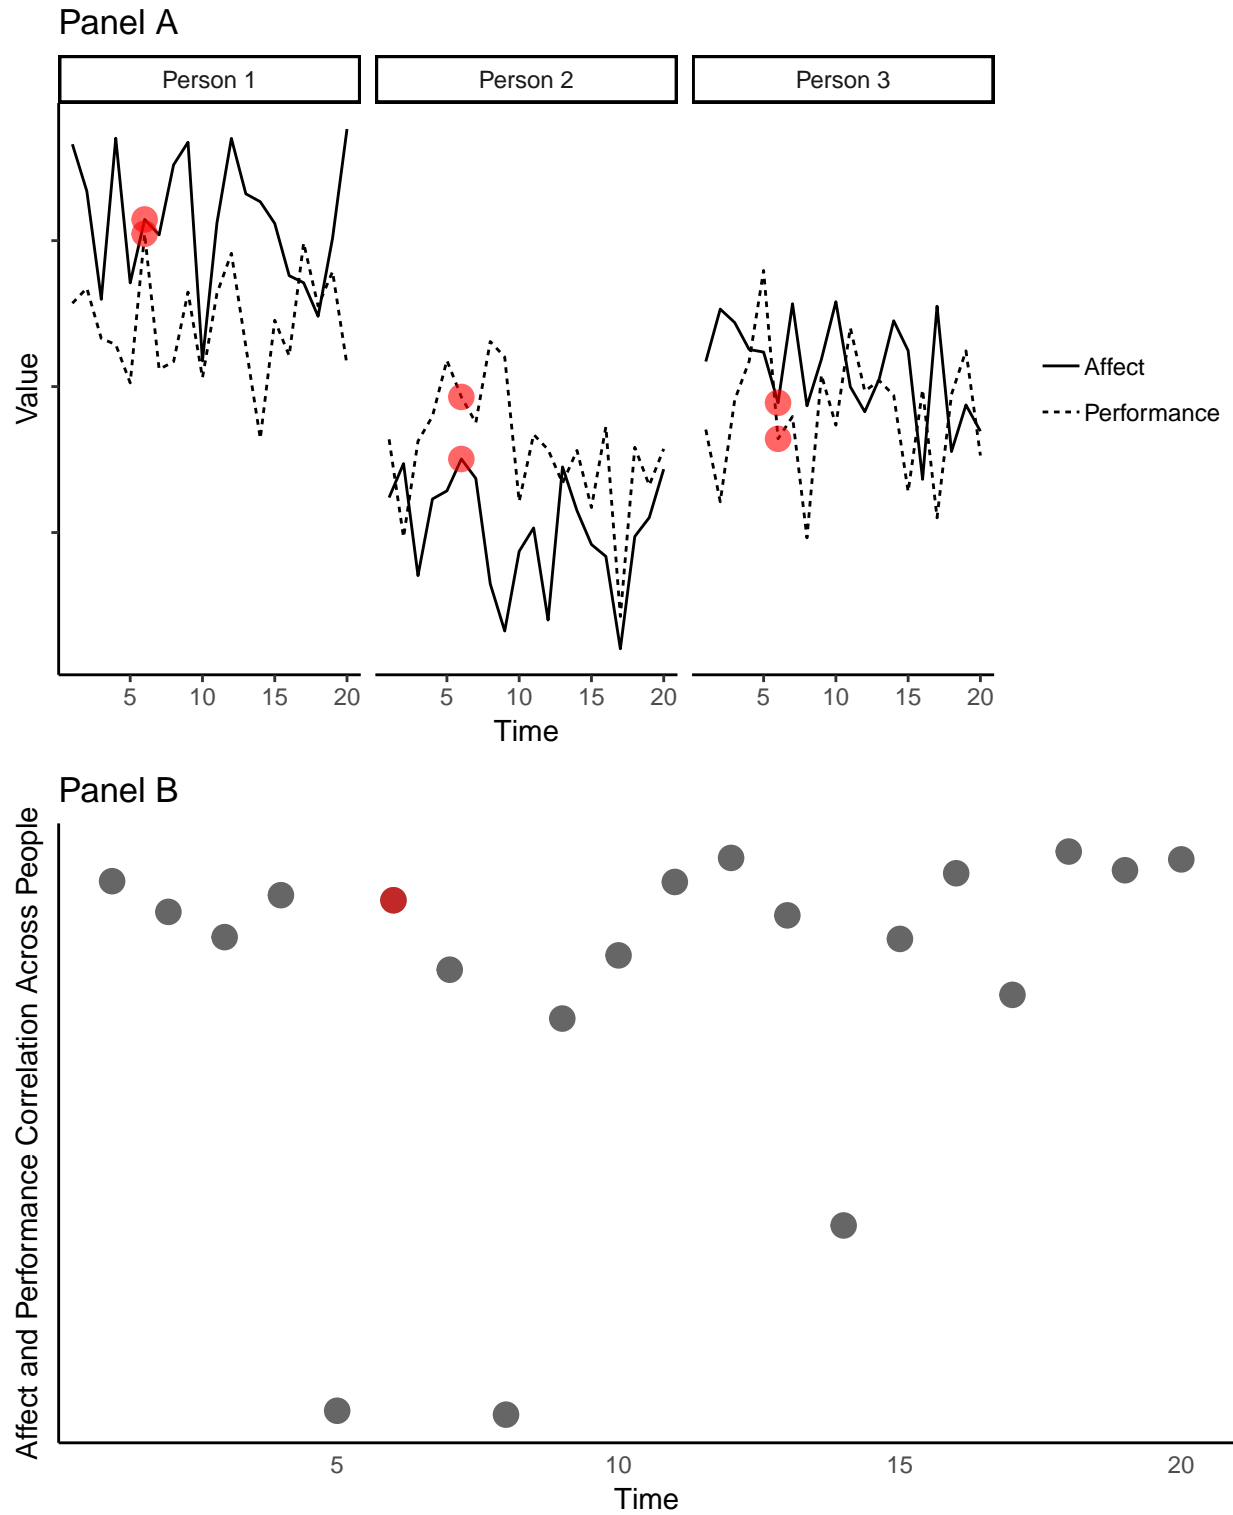 Panel A
Person 1 Person 2 Person 3
Value
Affect
Performance
5 10 15 20 5 10 15 20 5 10 15 20
Time
Panel B
Affect and Performance Correlation Across People
5 10 15 20
Time